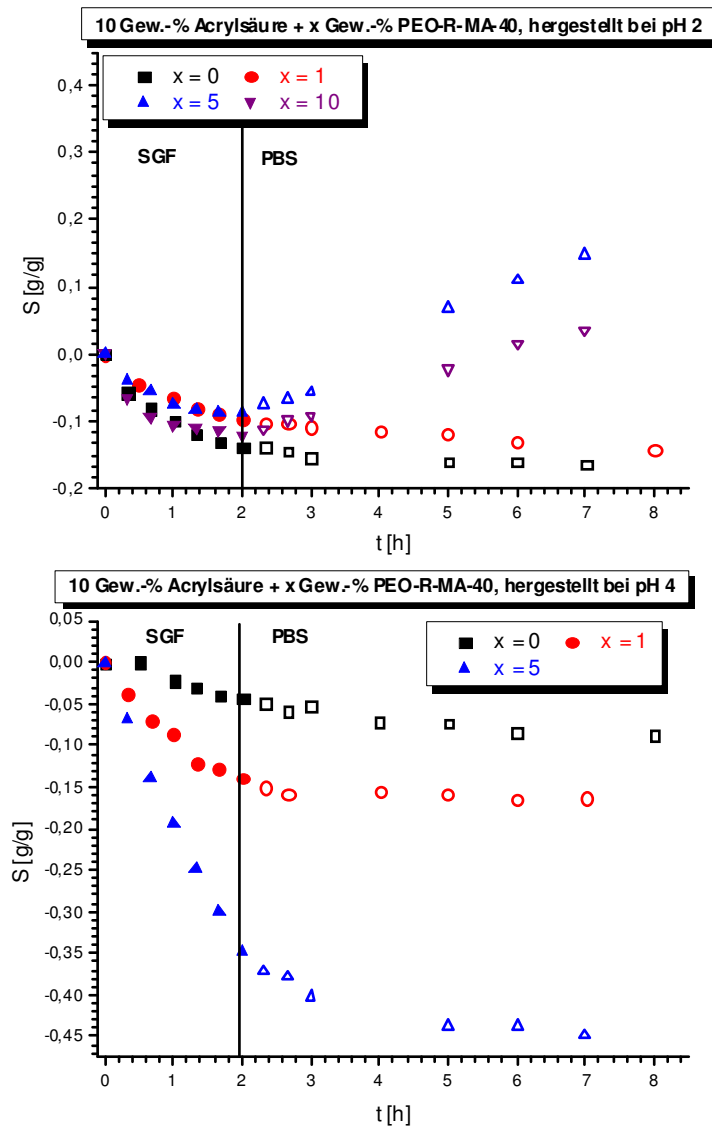 10 Gew.-% Acrylsäure + x Gew.-% PEO-R-MA-40, hergestellt bei pH 2
x = 0 x = 1
x = 5 x = 10
SGF PBS
0,4
0,3
0,2
0,1
0,0
-0,1
-0,2
S [g/g]
0 1 2 3 4 5 6 7 8
t [h]
10 Gew.-% Acrylsäure + x Gew.-% PEO-R-MA-40, hergestellt bei pH 4
x = 0 x = 1
x = 5
SGF PBS
0,05
0,00
-0,05
-0,10
-0,15
-0,20
-0,25
-0,30
-0,35
-0,40
-0,45
S [g/g]
0 1 2 3 4 5 6 7 8
t [h]